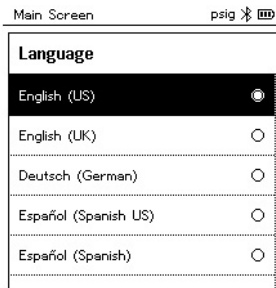 Main Screen psig
Language
English (US)
English (UK)
Deutsch (German)
Español (Spanish US)
Español (Spanish)